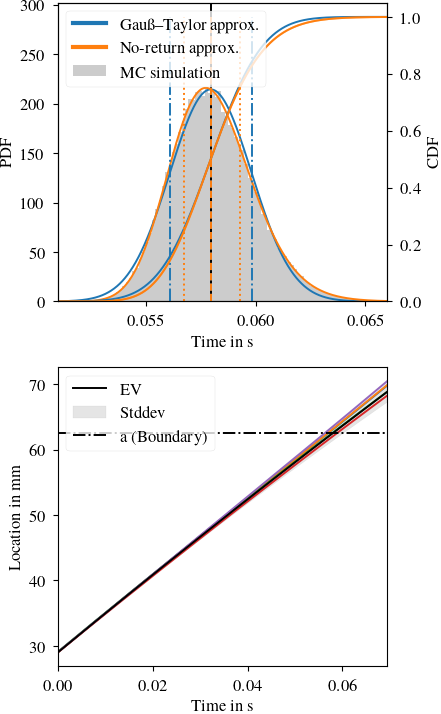 Gauß–Taylor approx.
No-return approx.
MC simulation
300
250
200
150
100
50
0
PDF
1.0
0.8
0.6
0.4
0.2
0.0
CDF
0.055
0.060
0.065
Time in s
EV
Stddev
a (Boundary)
70
60
50
40
30
Location in mm
0.00
0.02
0.04
0.06
Time in s